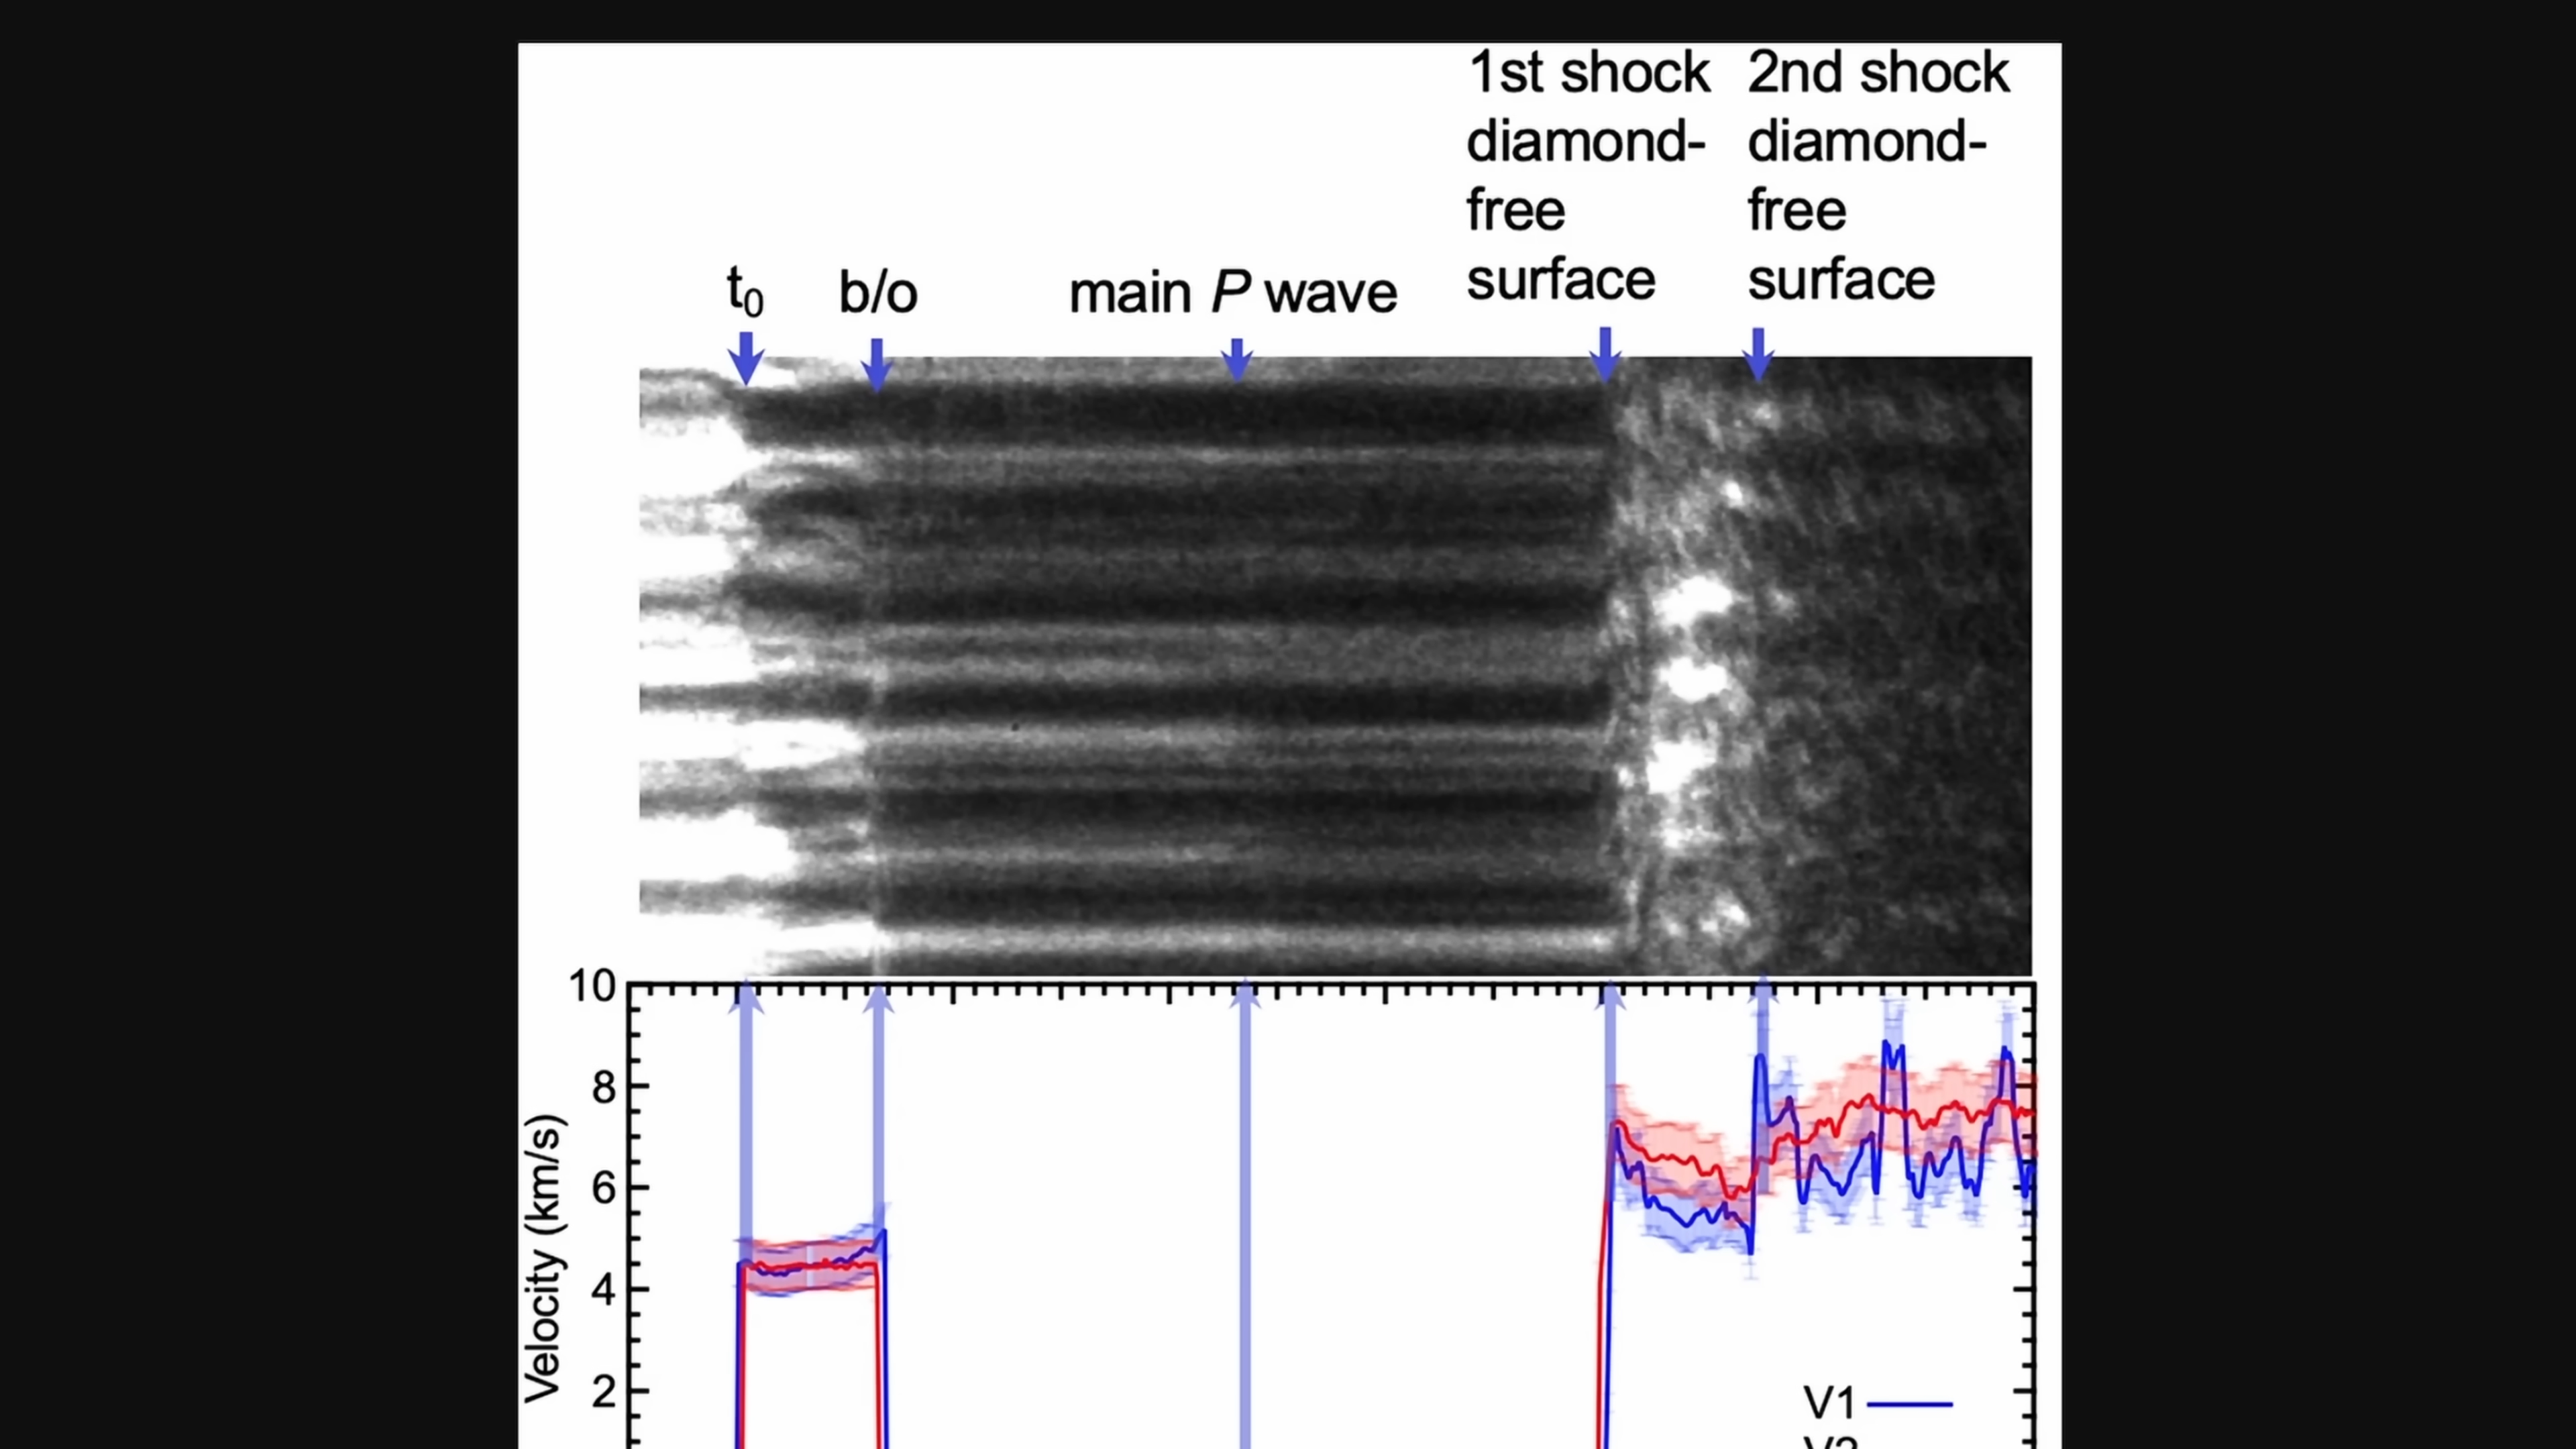 1st shock
diamond-
free
surface
2nd shock
diamond-
free
surface
t0
b/o
main P wave
10
8
6
4
2
Velocity (km/s)
V1